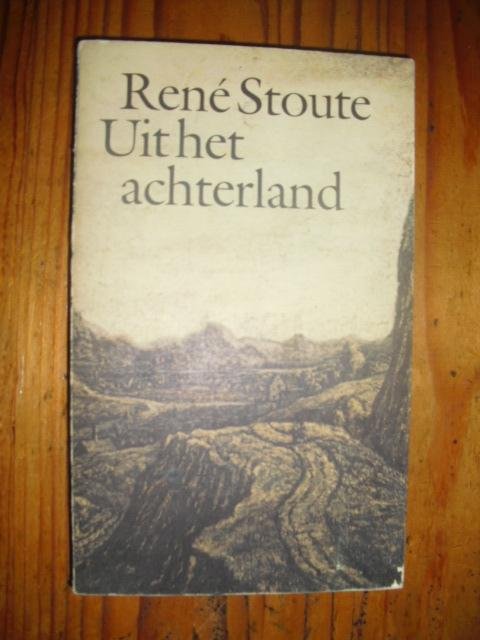 René Stoute
Uit het
achterland